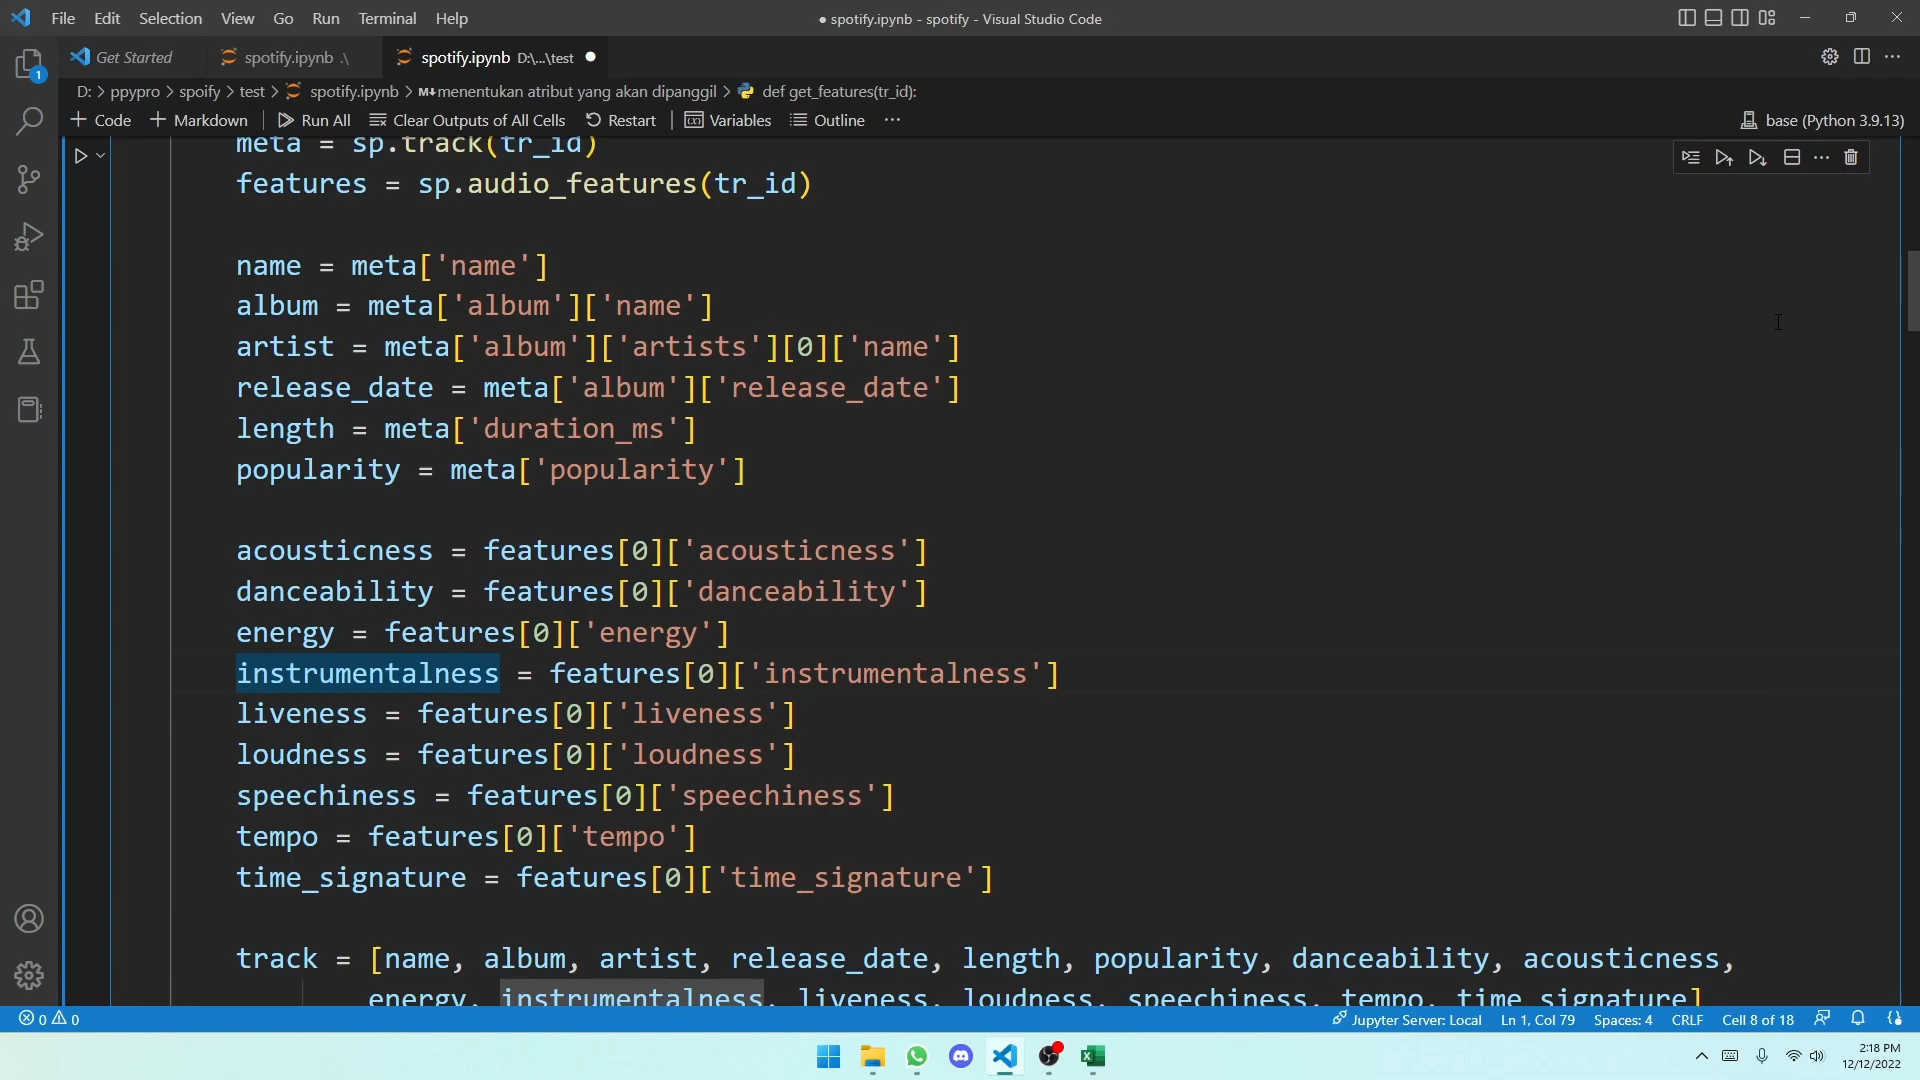 File Edit Selection View Go Run Terminal Help
● spotify.ipynb - spotify - Visual Studio Code
Get Started
spotify.ipynb .\
spotify.ipynb D:\...\test
D: > ppypro > spoify > test > spotify.ipynb > M↓menentukan atribut yang akan dipanggil > def get_features(tr_id):
+ Code + Markdown Run All Clear Outputs of All Cells Restart Variables Outline ... base (Python 3.9.13)
meta = sp.track(tr_id)
features = sp.audio_features(tr_id)
name = meta['name']
album = meta['album']['name']
artist = meta['album']['artists'][0]['name']
release_date = meta['album']['release_date']
length = meta['duration_ms']
popularity = meta['popularity']
acousticness = features[0]['acousticness']
danceability = features[0]['danceability']
energy = features[0]['energy']
instrumentalness = features[0]['instrumentalness']
liveness = features[0]['liveness']
loudness = features[0]['loudness']
speechiness = features[0]['speechiness']
tempo = features[0]['tempo']
time_signature = features[0]['time_signature']
track = [name, album, artist, release_date, length, popularity, danceability, acousticness,
energy, instrumentalness, liveness, loudness, speechiness, tempo, time_signature]
0 0 Jupyter Server: Local Ln 1, Col 79 Spaces: 4 CRLF Cell 8 of 18
1
2:18 PM
12/12/2022